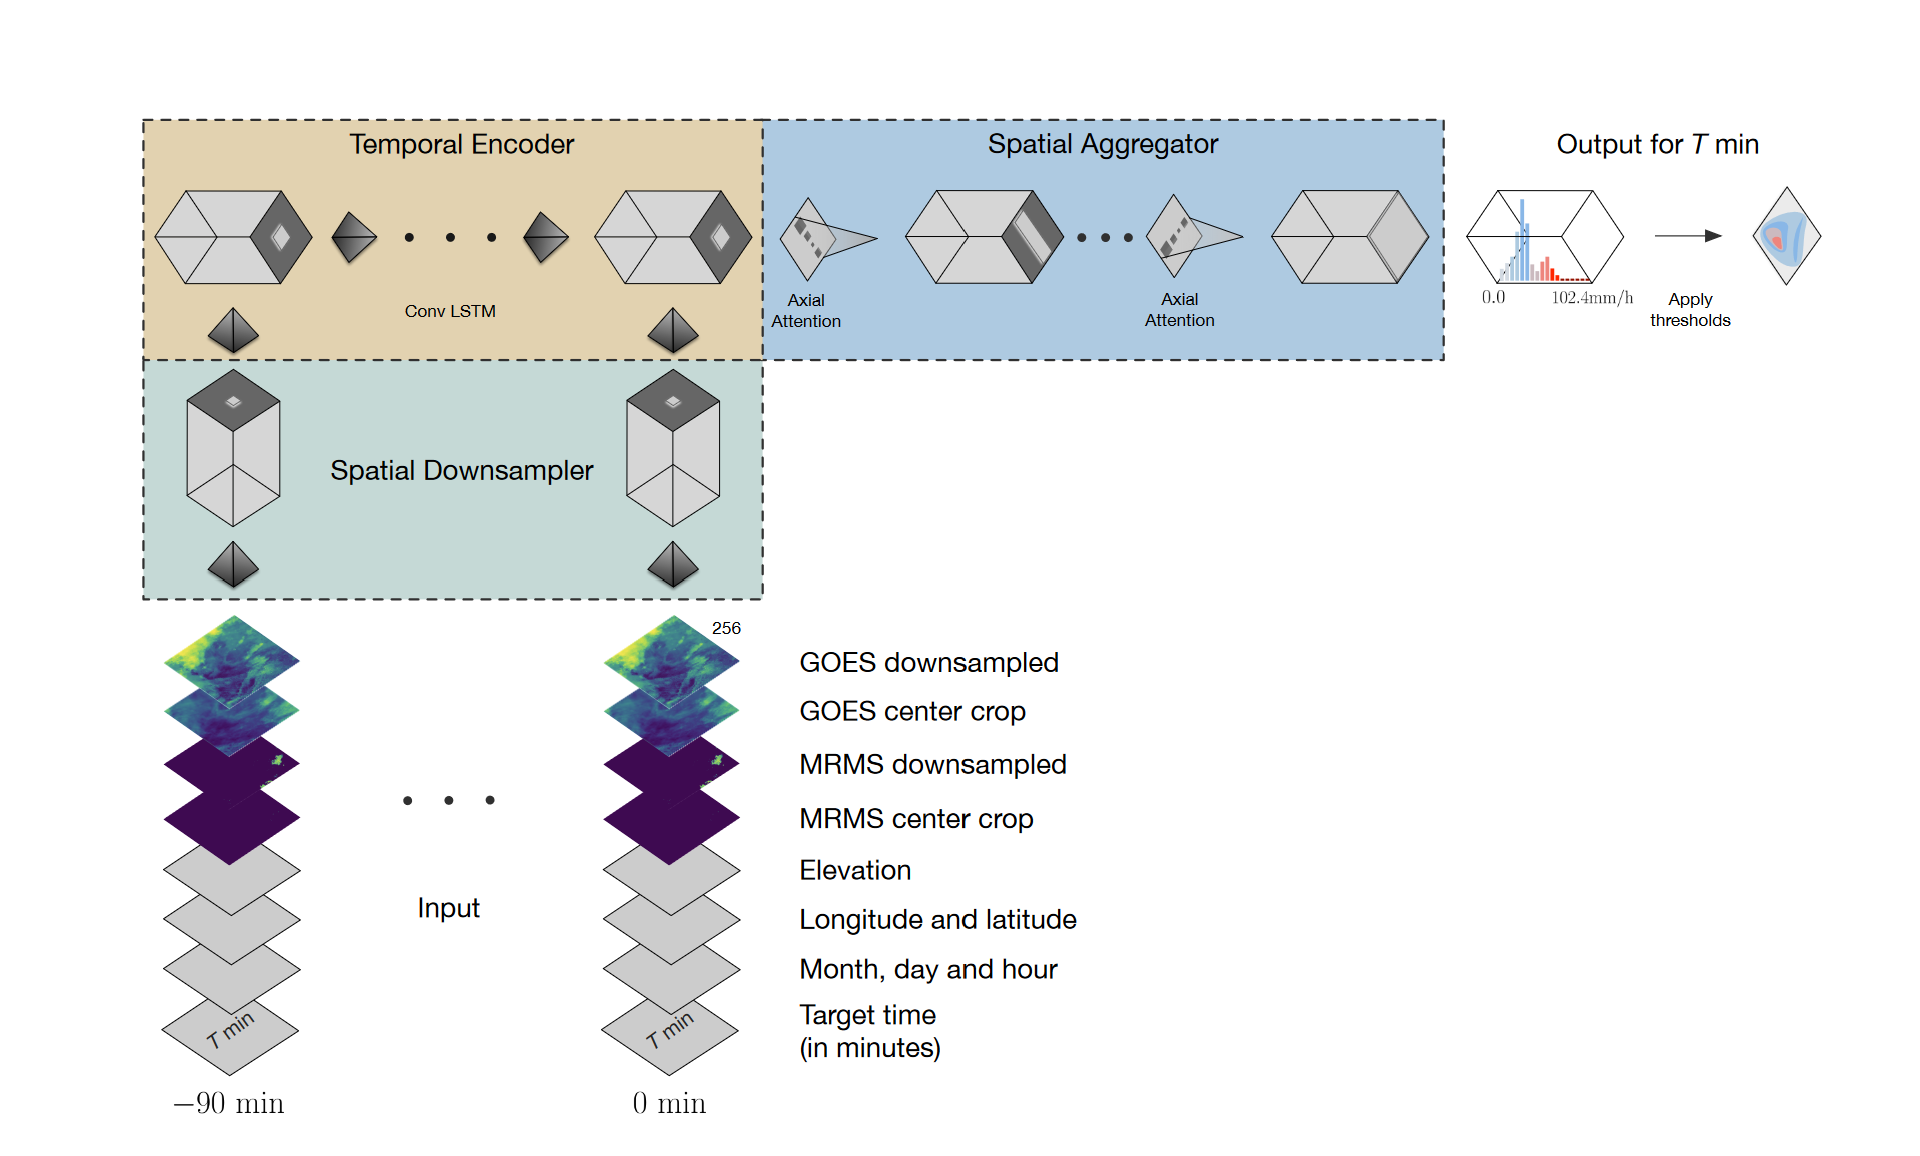 Temporal Encoder
Spatial Aggregator
Output for T min
Conv LSTM
Axial
Attention
Axial
Attention
0.0
102.4mm/h
Apply
thresholds
Spatial Downsampler
256
GOES downsampled
GOES center crop
MRMS downsampled
MRMS center crop
Elevation
Input
Longitude and latitude
Month, day and hour
T min
T min
Target time
(in minutes)
−90 min
0 min